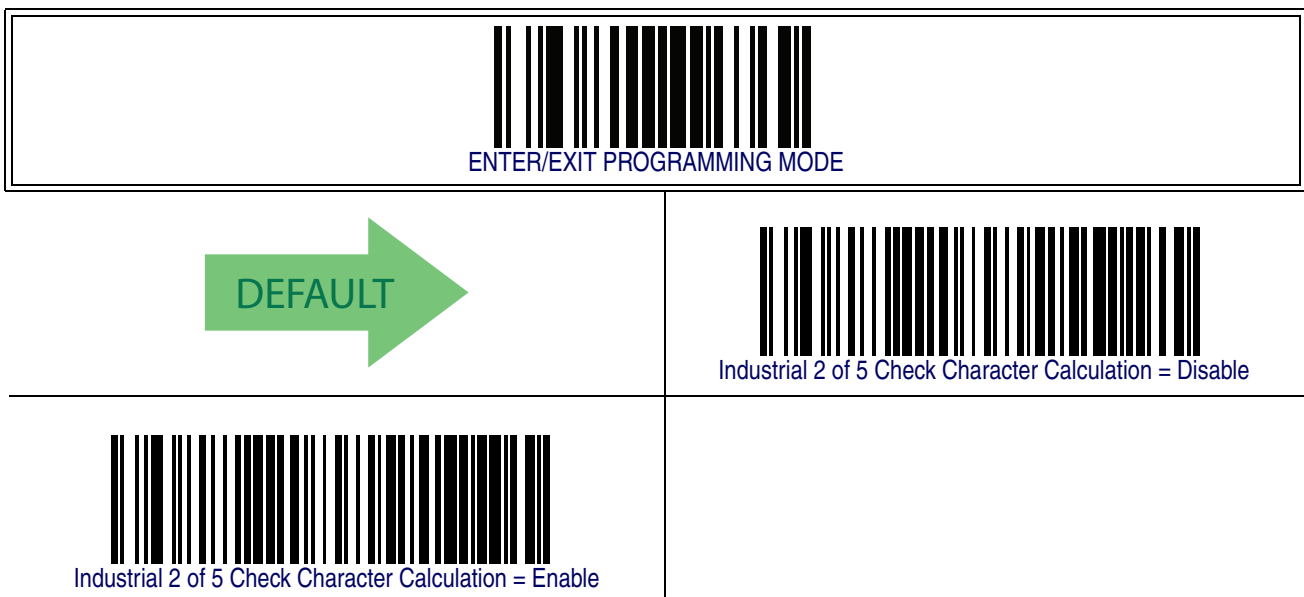 ENTER/EXIT PROGRAMMING MODE
DEFAULT
Industrial 2 of 5 Check Character Calculation = Disable
Industrial 2 of 5 Check Character Calculation = Enable